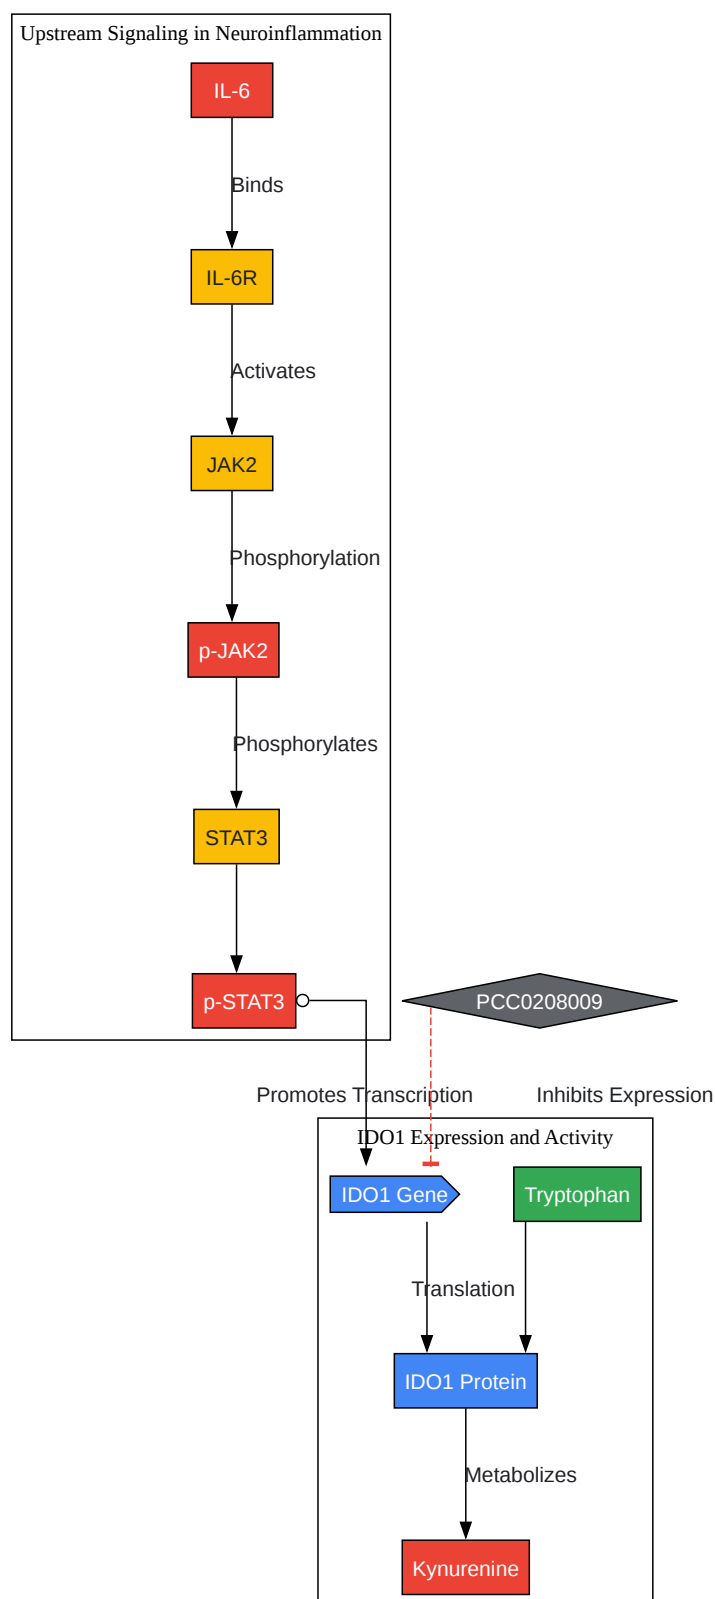 Upstream Signaling in Neuroinflammation
IL-6
Binds
IL-6R
Activates
JAK2
Phosphorylation
p-JAK2
Phosphorylates
STAT3
p-STAT3
PCC0208009
Promotes Transcription
Inhibits Expression
IDO1 Expression and Activity
IDO1 Gene
Tryptophan
Translation
IDO1 Protein
Metabolizes
Kynurenine